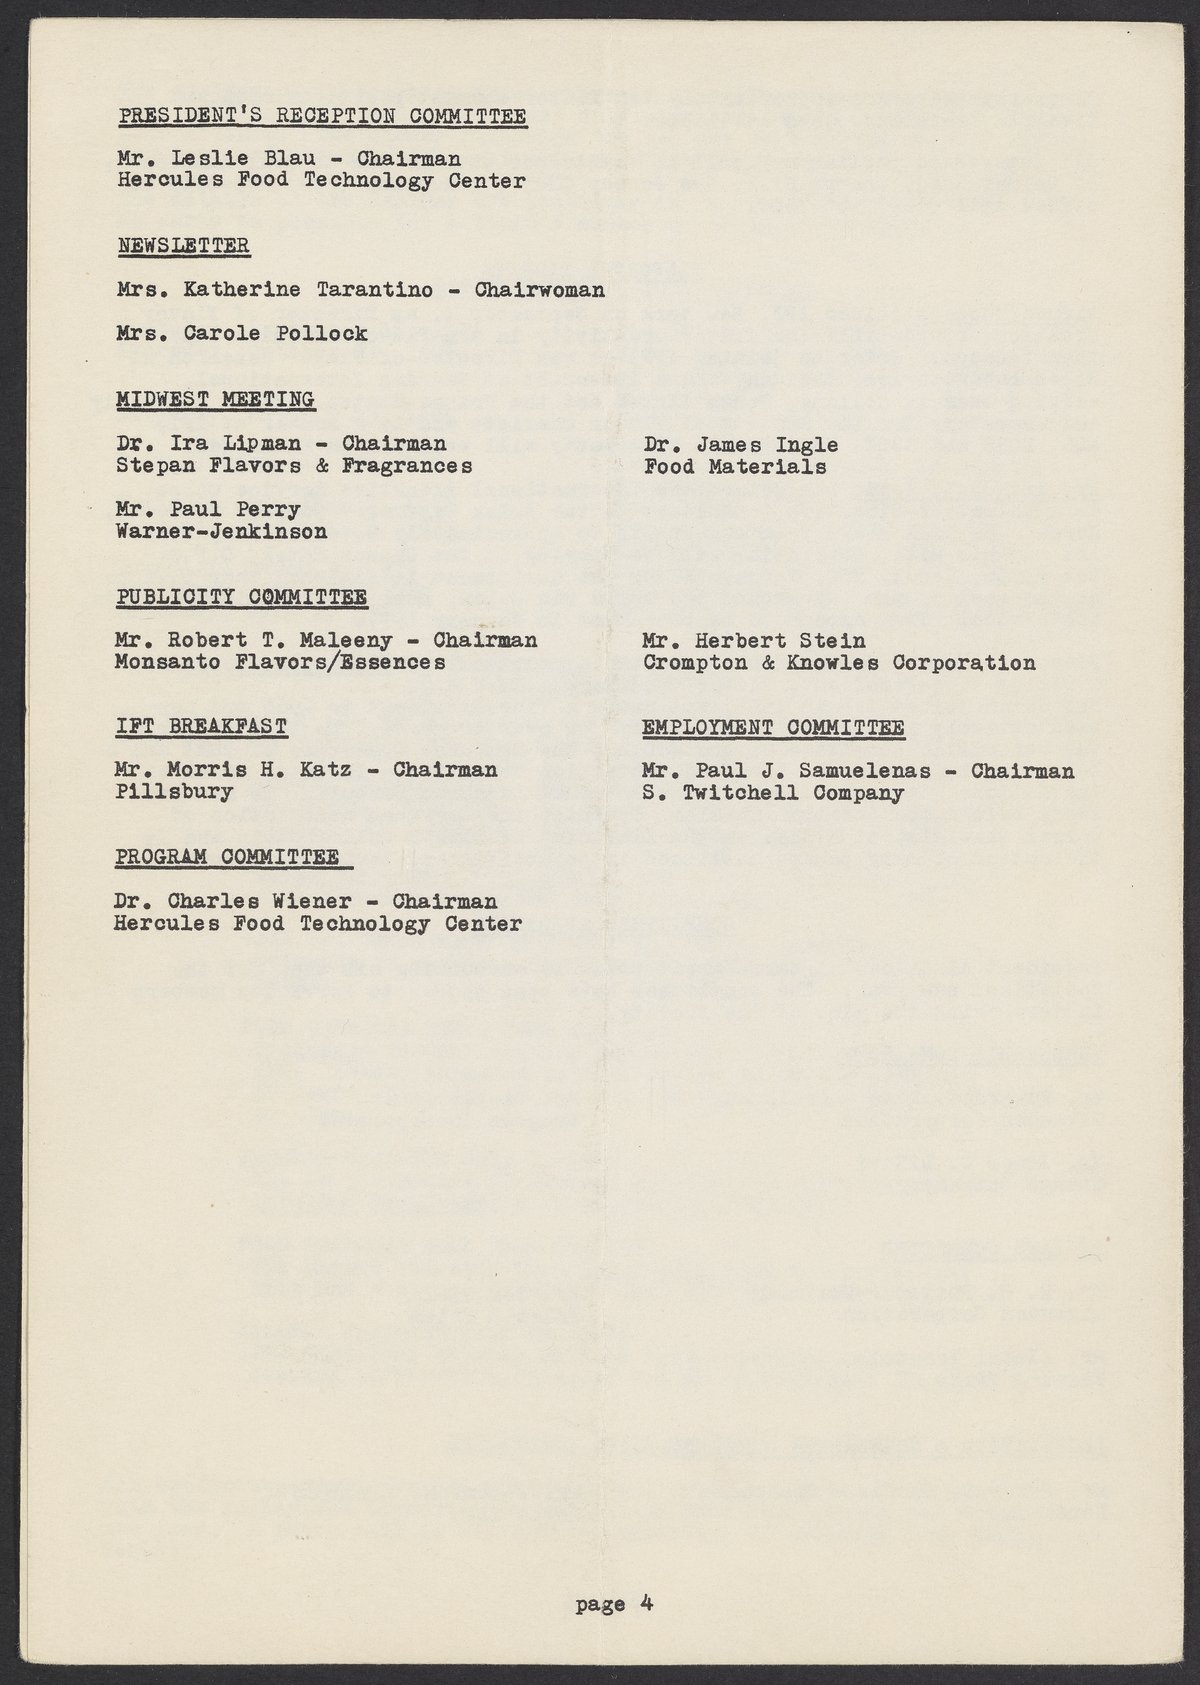 PRESIDENT'S RECEPTION COMMITTEE
Mr. Leslie Blau - Chairman
Hercules Food Technology Center
NEWSLETTER
Mrs. Katherine Tarantino - Chairwoman
Mrs. Carole Pollock
MIDWEST MEETING
Dr. Ira Lipman - Chairman
Stepan Flavors & Fragrances
Dr. James Ingle
Food Materials
Mr. Paul Perry
Warner-Jenkinson
PUBLICITY COMMITTEE
Mr. Robert T. Maleeny - Chairman
Monsanto Flavors/Essences
Mr. Herbert Stein
Crompton & Knowles Corporation
IFT BREAKFAST
Mr. Morris H. Katz - Chairman
Pillsbury
EMPLOYMENT COMMITTEE
Mr. Paul J. Samuelenas - Chairman
S. Twitchell Company
PROGRAM COMMITTEE
Dr. Charles Wiener - Chairman
Hercules Food Technology Center
page 4